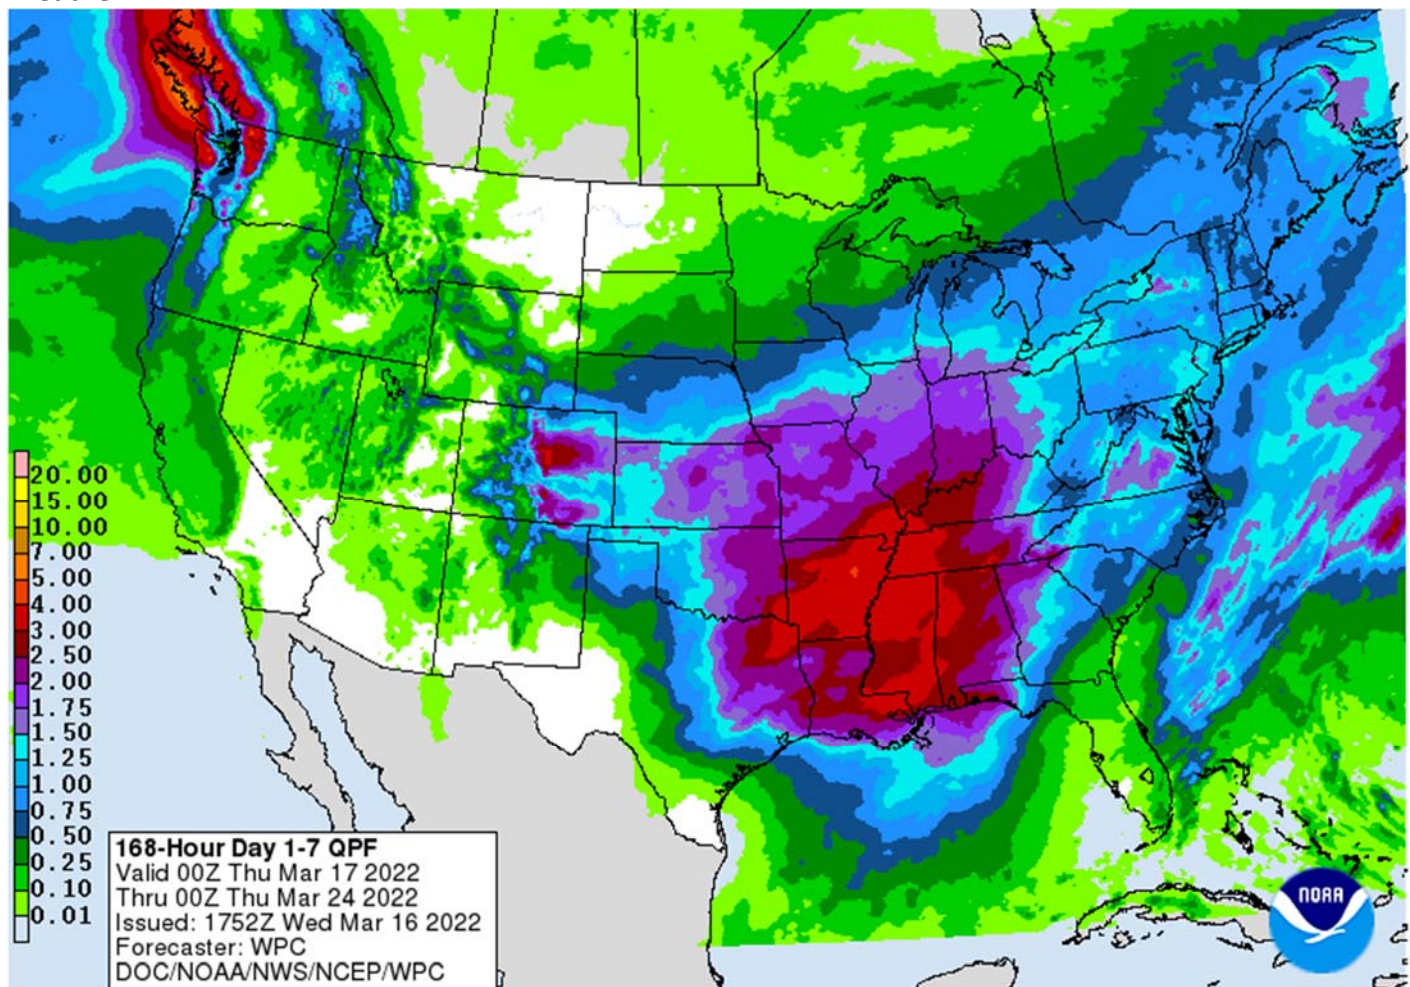 20.00
15.00
10.00
7.00
5.00
4.00
3.00
2.50
2.00
1.75
1.50
1.25
1.00
0.75
0.50
0.25
0.10
0.01
168-Hour Day 1-7 QPF
Valid 00Z Thu Mar 17 2022
Thru 00Z Thu Mar 24 2022
Issued: 1752Z Wed Mar 16 2022
Forecaster: WPC
DOC/NOAA/NWS/NCEP/WPC
NOAA